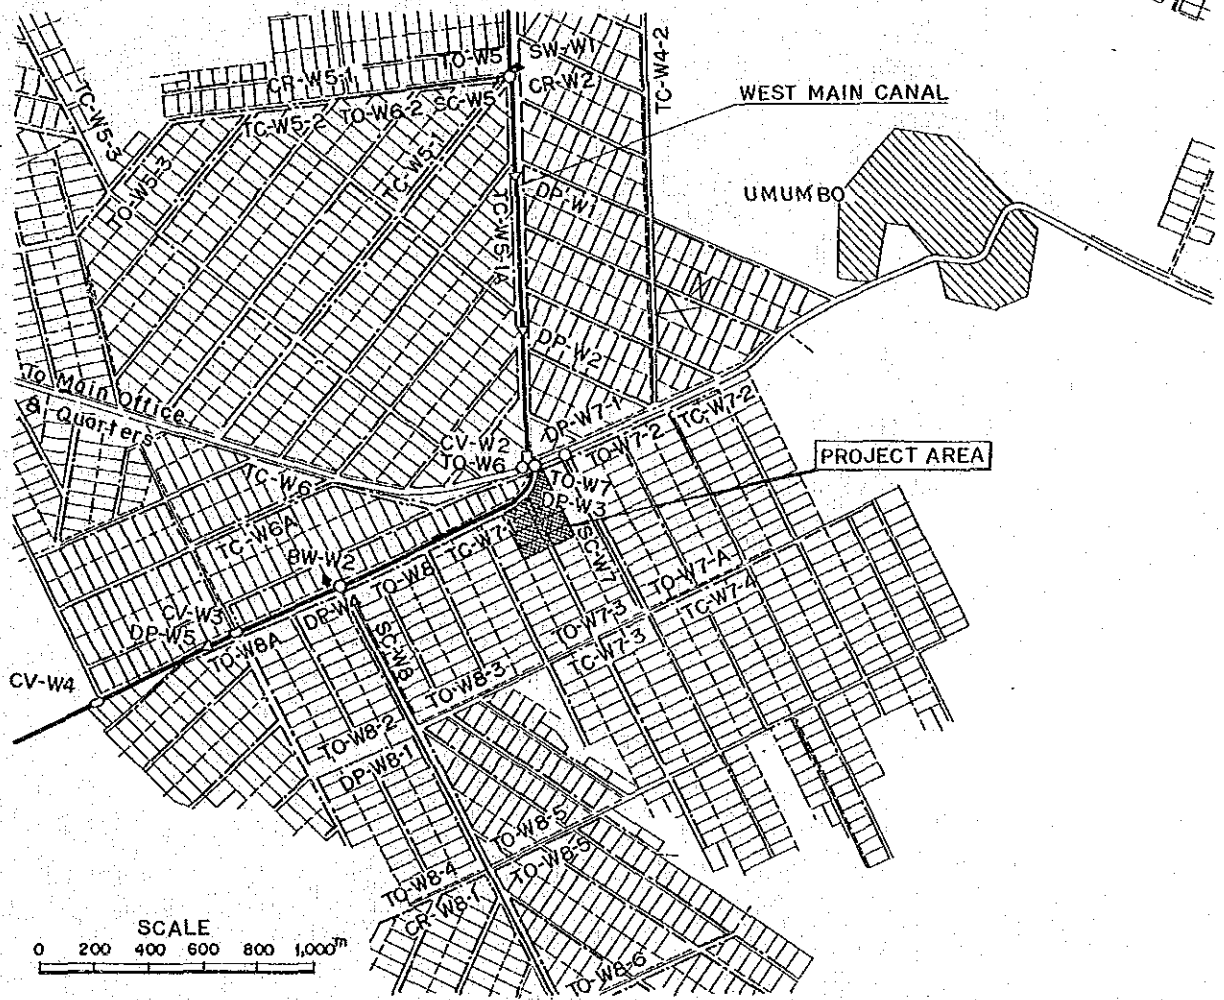 TO-W5
SW-W1
TC-W4-2
CR-W5-1
CR-W2
WEST MAIN CANAL
TC-W5-3
TC-W5-2
TO-W6-2
SC-W5
TC-W5-1
TO-W5-3
DP-W1
UMUMBO
TC-W5-1A
DP-W2
To Main Office
& Quarters
DP-W7-1
TC-W7-2
CV-W2
TO-W6
TO-W7-2
PROJECT AREA
TC-W6
TO-W7
DP-W3
TC-W6A
TC-W7
SC-W7
BW-W2
TO-W8
TO-W7-A
TC-W7-4
CV-W3
DP-W5
DP-W4
TO-W7-3
TO-W8A
SC-W8
TC-W7-3
CV-W4
TO-W8-3
TO-W8-2
DP-W8-1
TO-W8-5
TO-W8-5
TO-W8-4
CR-W8-1
TO-W8-6
SCALE
0 200 400 600 800 1,000m